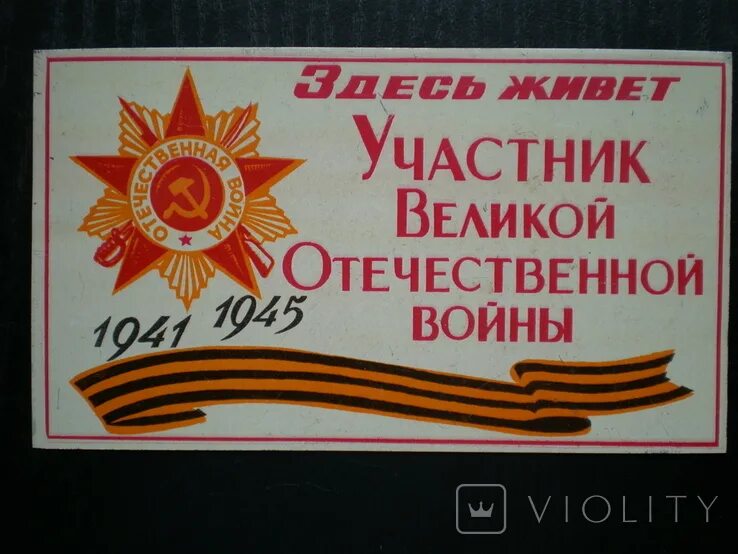 Здесь живет
Участник
Великой
Отечественной
войны
ОТЕЧЕСТВЕННАЯ ВОЙНА
1941 1945
VIOLITY